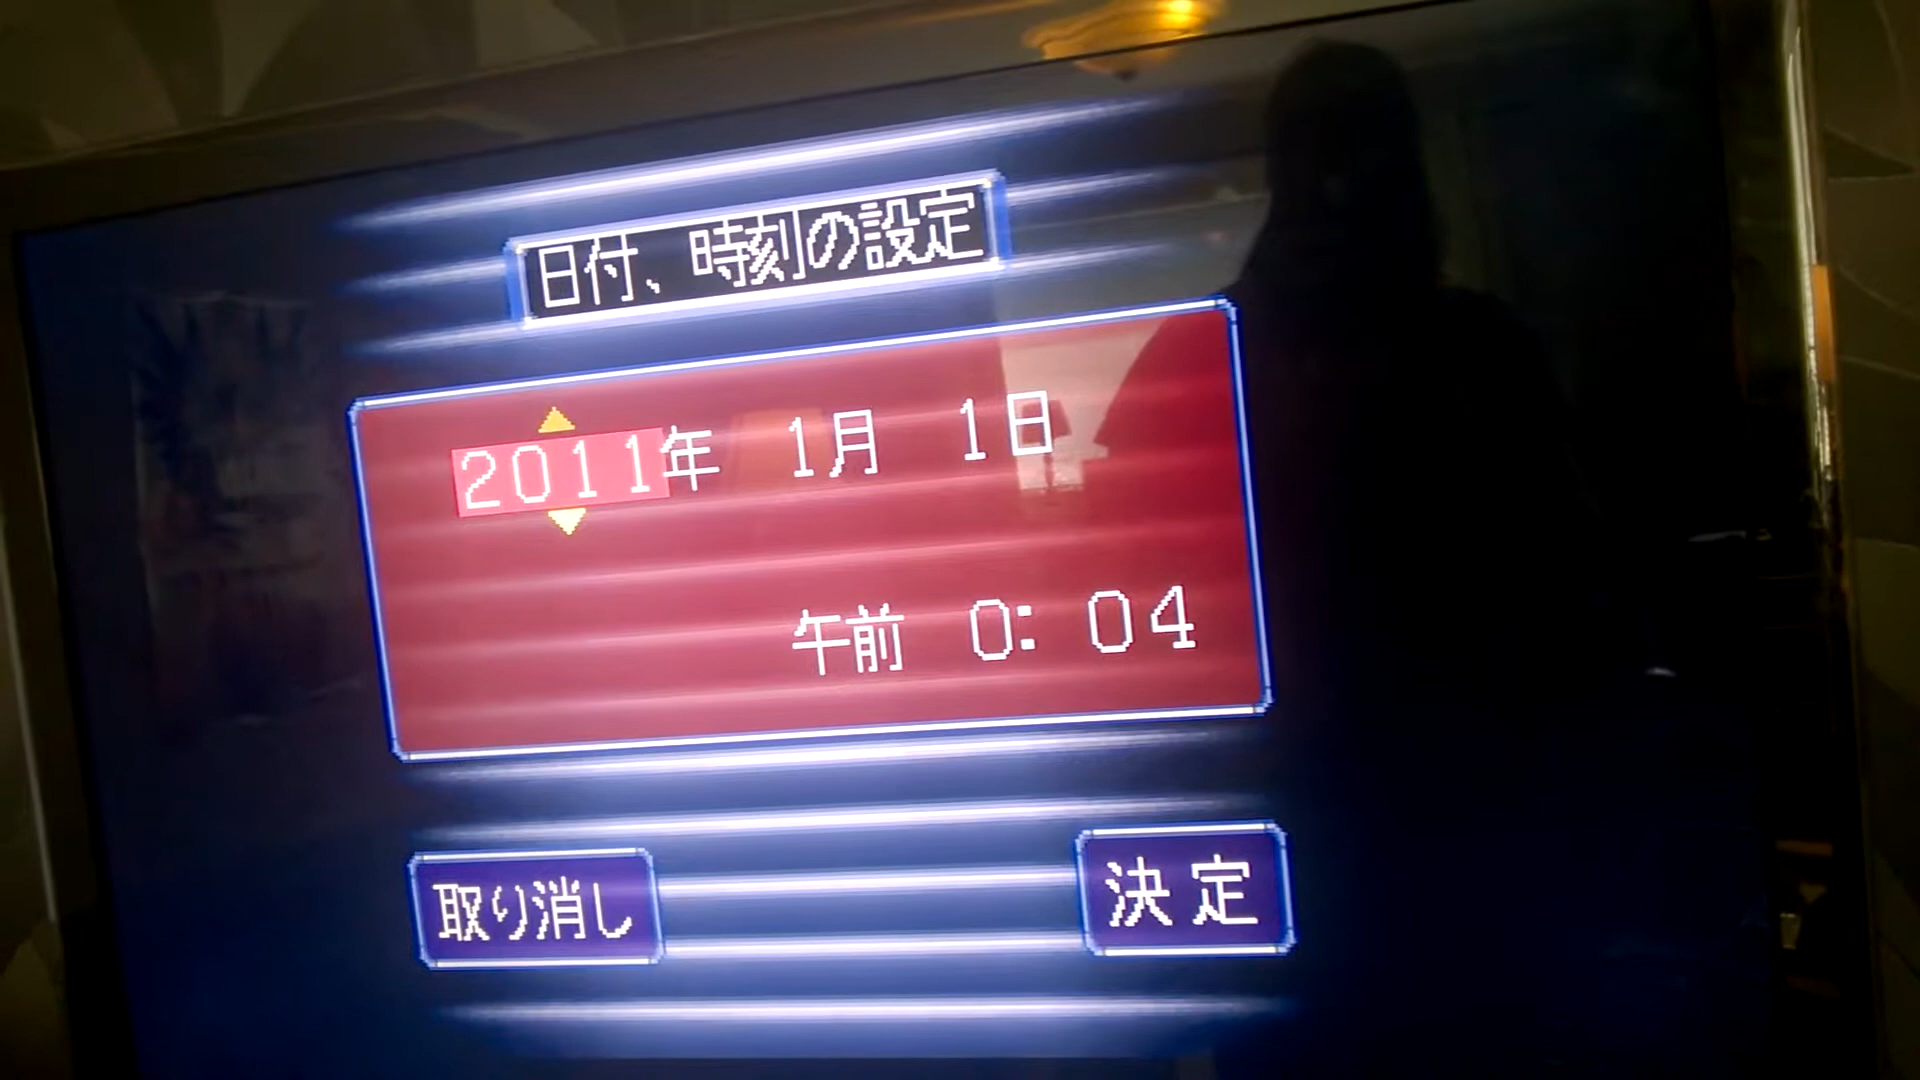 日付、時刻の設定
2011年 1月 1日
午前 0:04
取り消し
決定